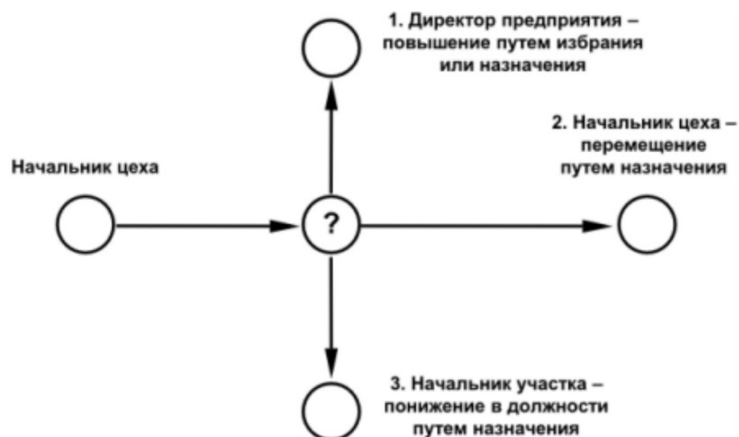 1. Директор предприятия –
повышение путем избрания
или назначения
2. Начальник цеха –
перемещение
путем назначения
Начальник цеха
?
3. Начальник участка –
понижение в должности
путем назначения